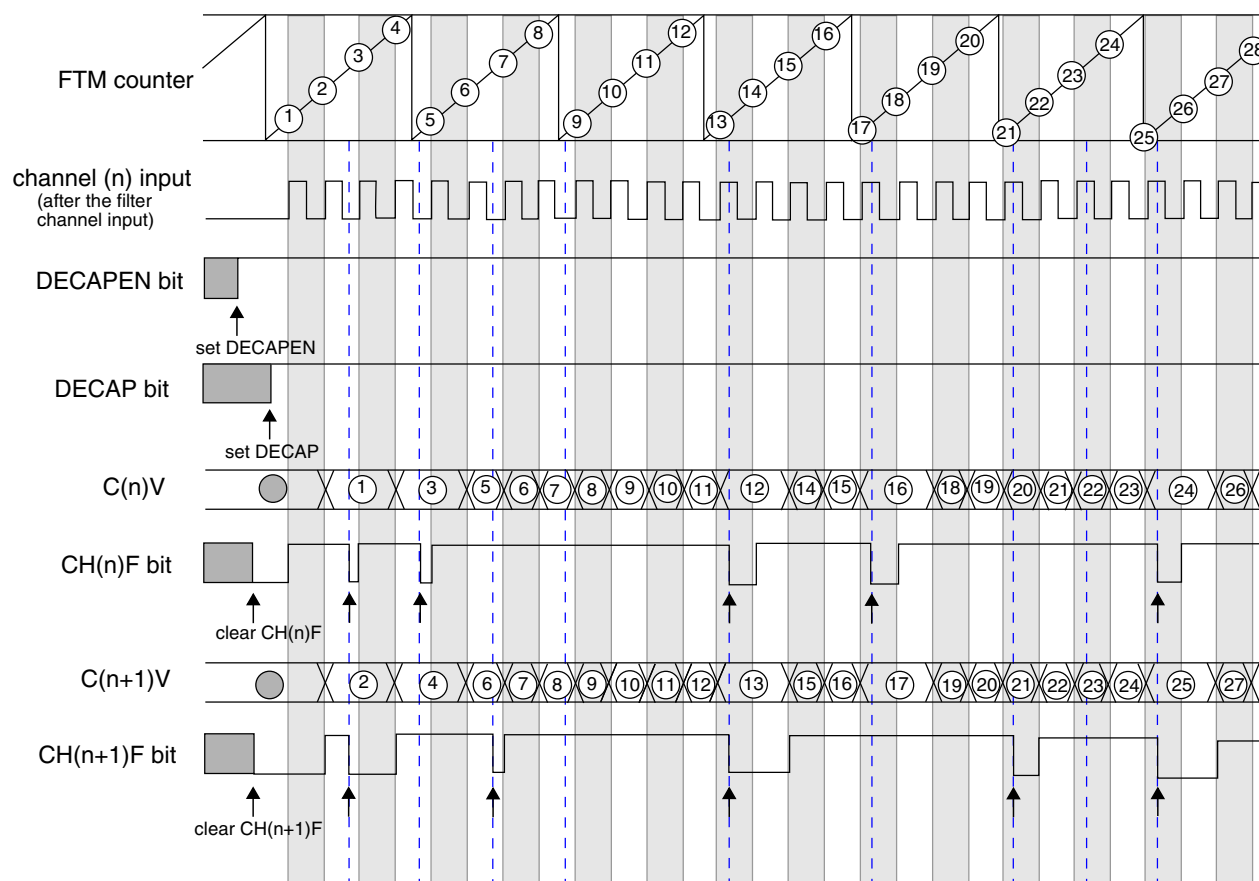 FTM counter
1 2 3 4 5 6 7 8 9 10 11 12 13 14 15 16 17 18 19 20 21 22 23 24 25 26 27 28
channel (n) input
(after the filter
channel input)
DECAPEN bit
set DECAPEN
DECAP bit
set DECAP
C(n)V
1 3 5 6 7 8 9 10 11 12 14 15 16 18 19 20 21 22 23 24 26
CH(n)F bit
clear CH(n)F
C(n+1)V
2 4 6 7 8 9 10 11 12 13 15 16 17 19 20 21 22 23 24 25 27
CH(n+1)F bit
clear CH(n+1)F